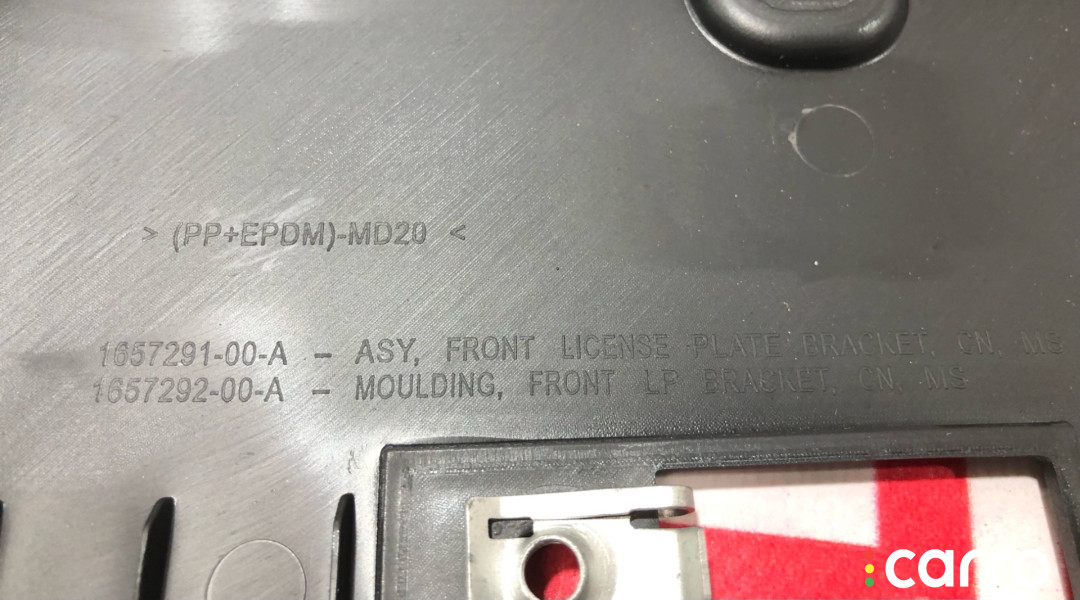 > (PP+EPDM)-MD20 <
1657291-00-A – ASY, FRONT LICENSE PLATE BRACKET, CN, MS
1657292-00-A – MOULDING, FRONT LP BRACKET, CN, MS